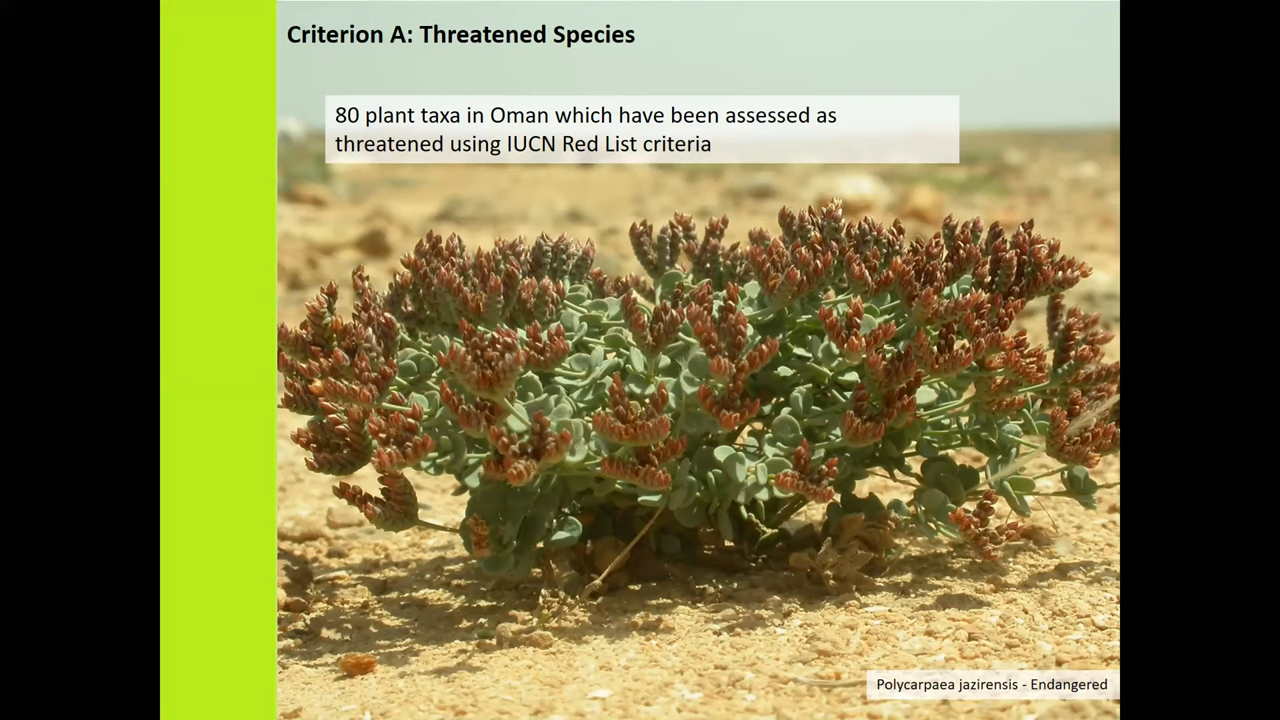 Criterion A: Threatened Species
80 plant taxa in Oman which have been assessed as
threatened using IUCN Red List criteria
Polycarpaea jazirensis - Endangered